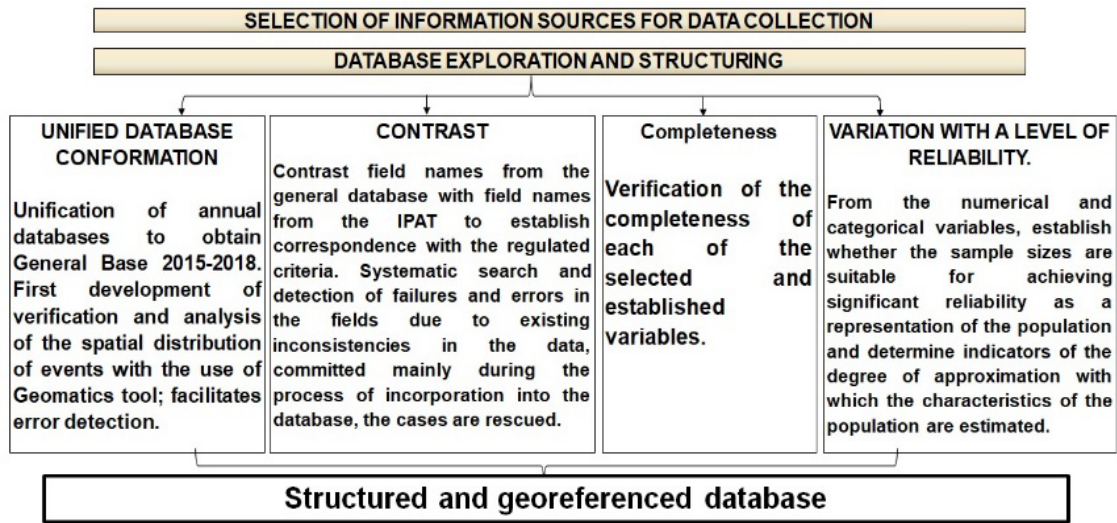 SELECTION OF INFORMATION SOURCES FOR DATA COLLECTION
DATABASE EXPLORATION AND STRUCTURING
UNIFIED DATABASE
CONFORMATION
Unification of annual
databases to obtain
General Base 2015-2018.
First development of
verification and analysis
of the spatial distribution
of events with the use of
Geomatics tool; facilitates
error detection.
CONTRAST
Contrast field names from the
general database with field names
from the IPAT to establish
correspondence with the regulated
criteria. Systematic search and
detection of failures and errors in
the fields due to existing
inconsistencies in the data,
committed mainly during the
process of incorporation into the
database, the cases are rescued.
Completeness
Verification of the
completeness of
each of the
selected and
established
variables.
VARIATION WITH A LEVEL OF
RELIABILITY.
From the numerical and
categorical variables, establish
whether the sample sizes are
suitable for achieving
significant reliability as a
representation of the population
and determine indicators of the
degree of approximation with
which the characteristics of the
population are estimated.
Structured and georeferenced database